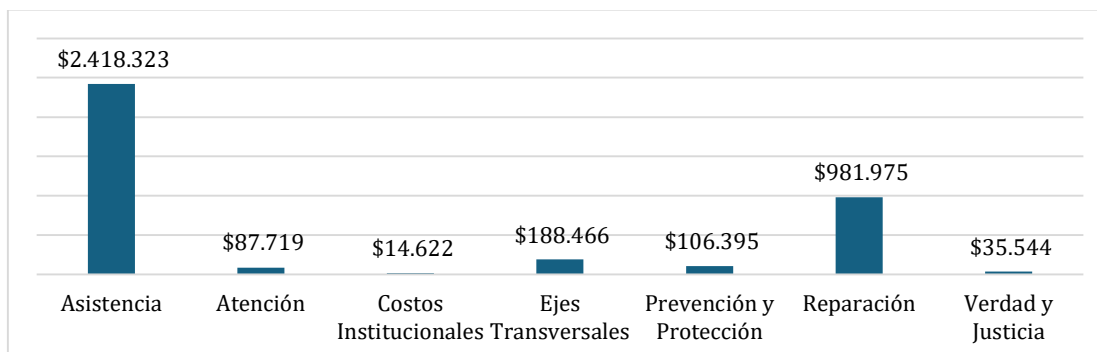 $2.418.323
$87.719
$14.622
$188.466
$106.395
$981.975
$35.544
Asistencia
Atención
Costos
Institucionales
Ejes
Transversales
Prevención y
Protección
Reparación
Verdad y
Justicia